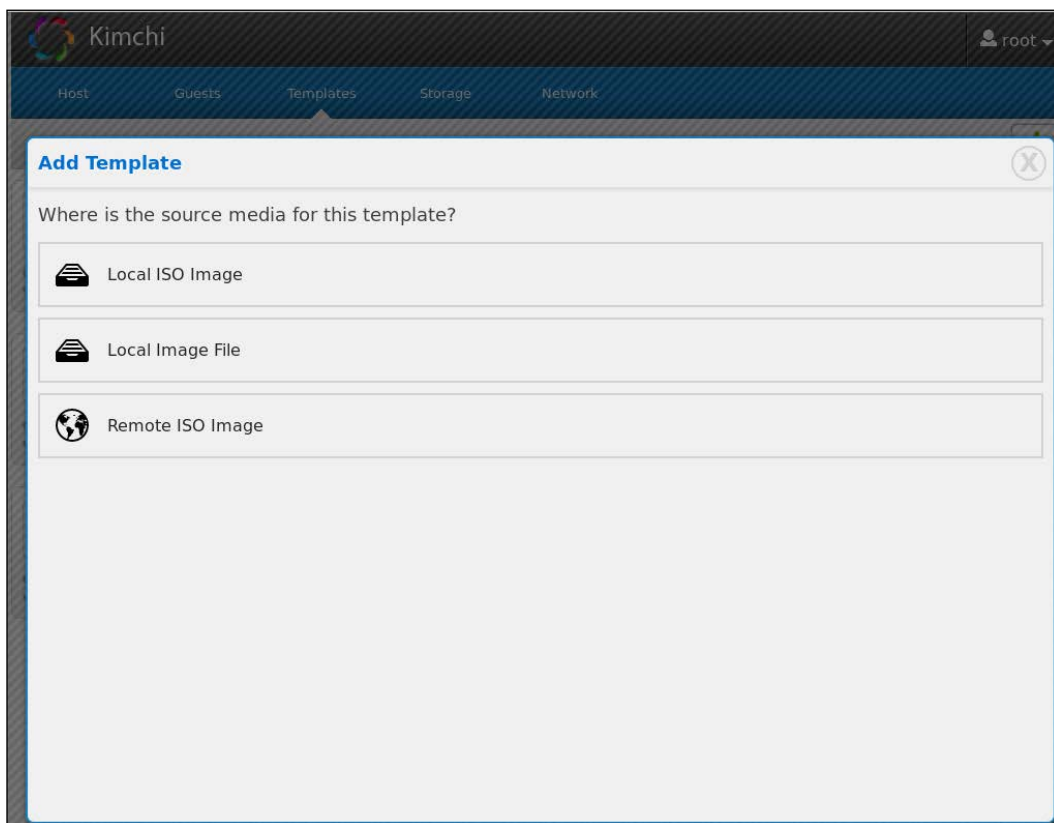 Kimchi
root
Host Guests Templates Storage Network
Add Template
X
Where is the source media for this template?
Local ISO Image
Local Image File
Remote ISO Image